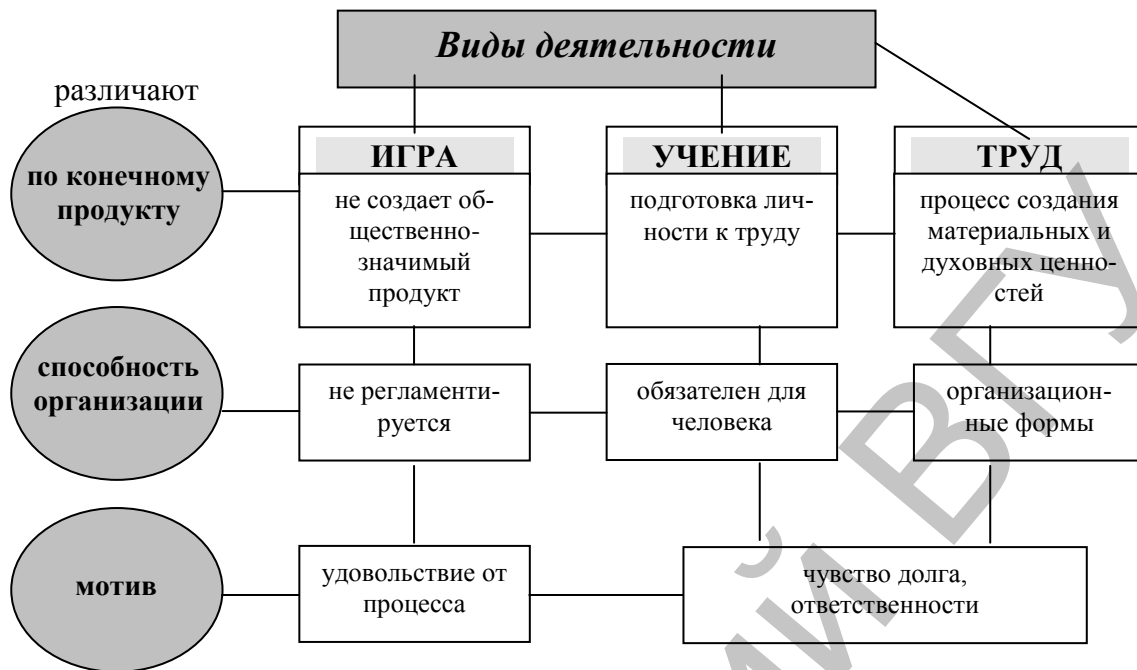 Виды деятельности
различают
по конечному
продукту
ИГРА
не создает об-
щественно-
значимый
продукт
УЧЕНИЕ
подготовка лич-
ности к труду
ТРУД
процесс создания
материальных и
духовных ценно-
стей
способность
организации
не регламенти-
руется
обязателен для
человека
организацион-
ные формы
мотив
удовольствие от
процесса
чувство долга,
ответственности
ИЙ ВГУ